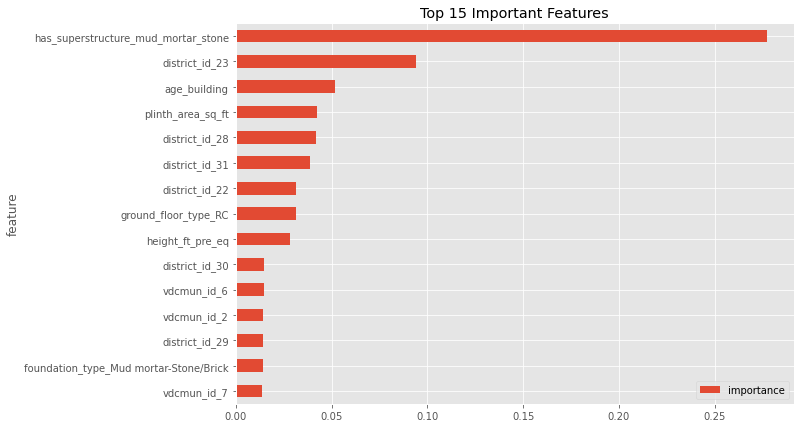 Top 15 Important Features
feature
has_superstructure_mud_mortar_stone
district_id_23
age_building
plinth_area_sq_ft
district_id_28
district_id_31
district_id_22
ground_floor_type_RC
height_ft_pre_eq
district_id_30
vdcmun_id_6
vdcmun_id_2
district_id_29
foundation_type_Mud mortar-Stone/Brick
vdcmun_id_7
importance
0.00 0.05 0.10 0.15 0.20 0.25